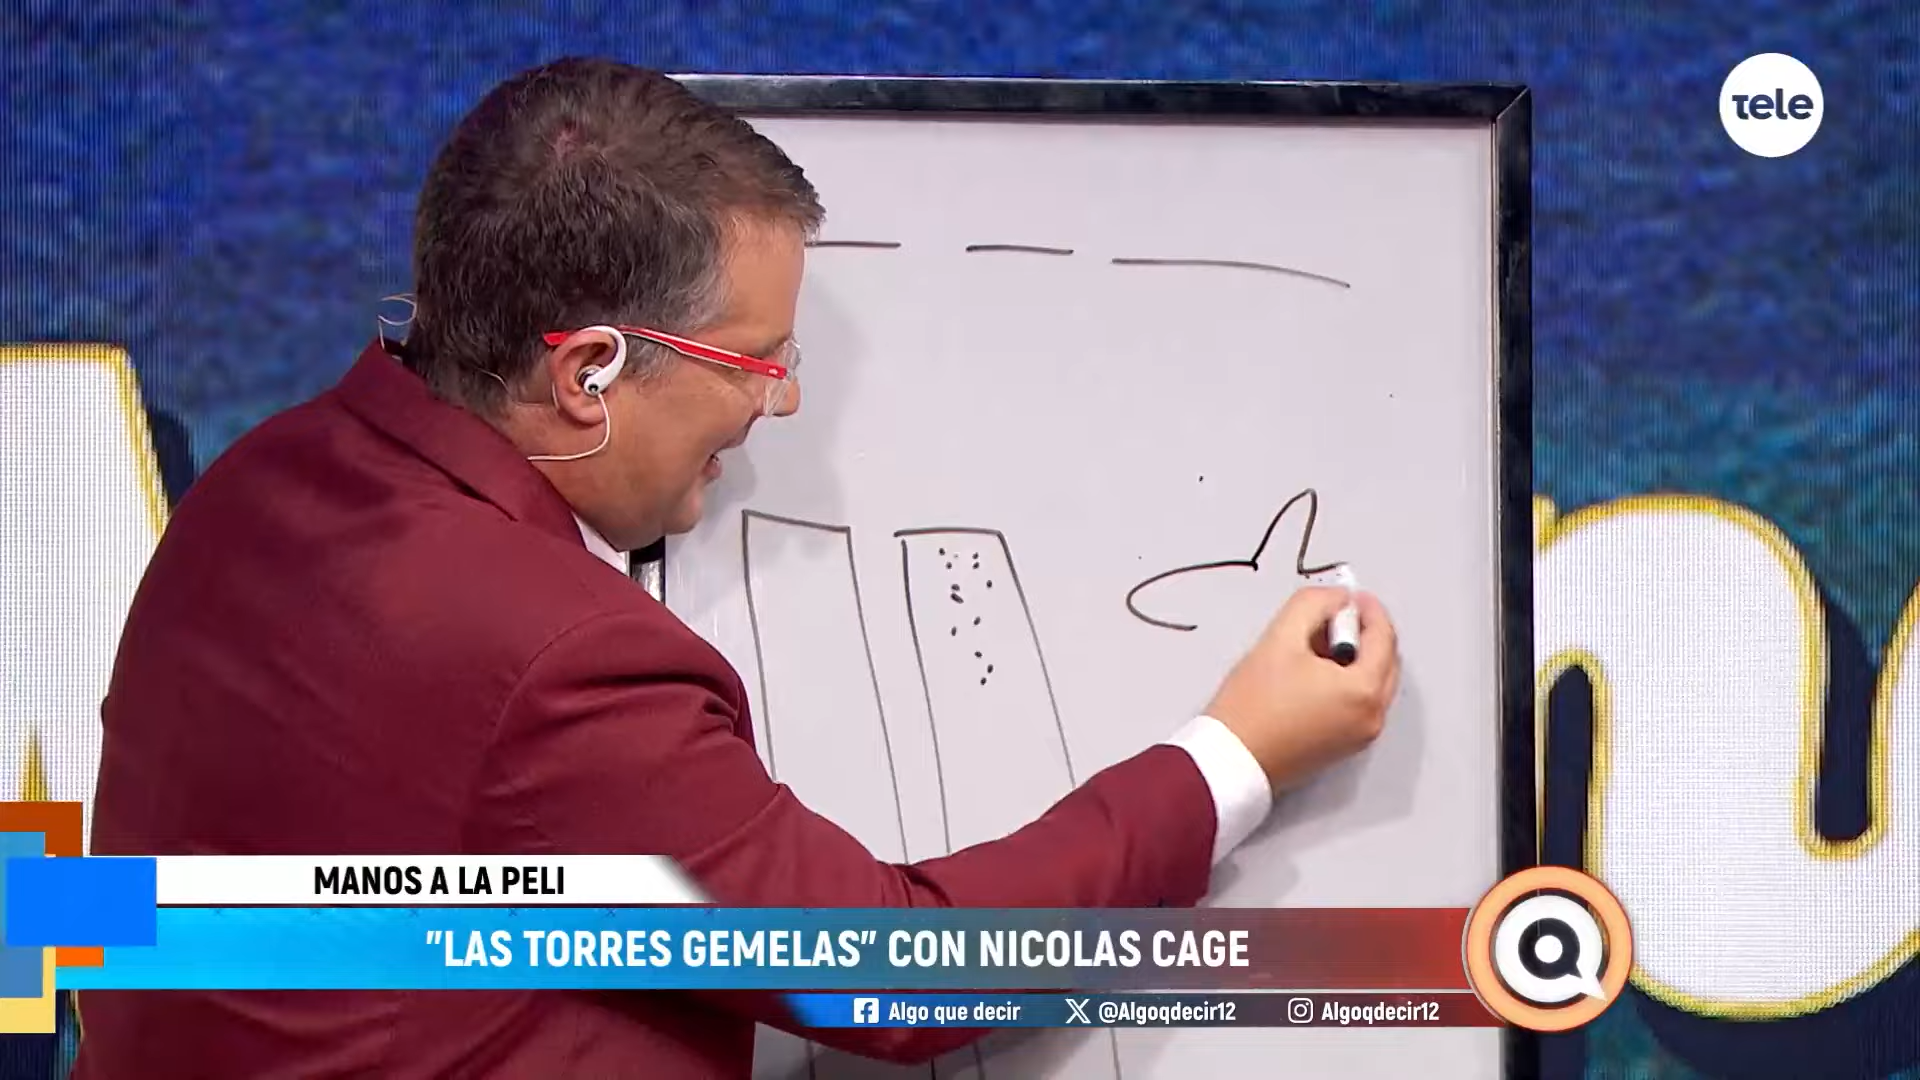 tele
MANOS A LA PELI
"LAS TORRES GEMELAS" CON NICOLAS CAGE
Algo que decir @Algoqdecir12 Algoqdecir12